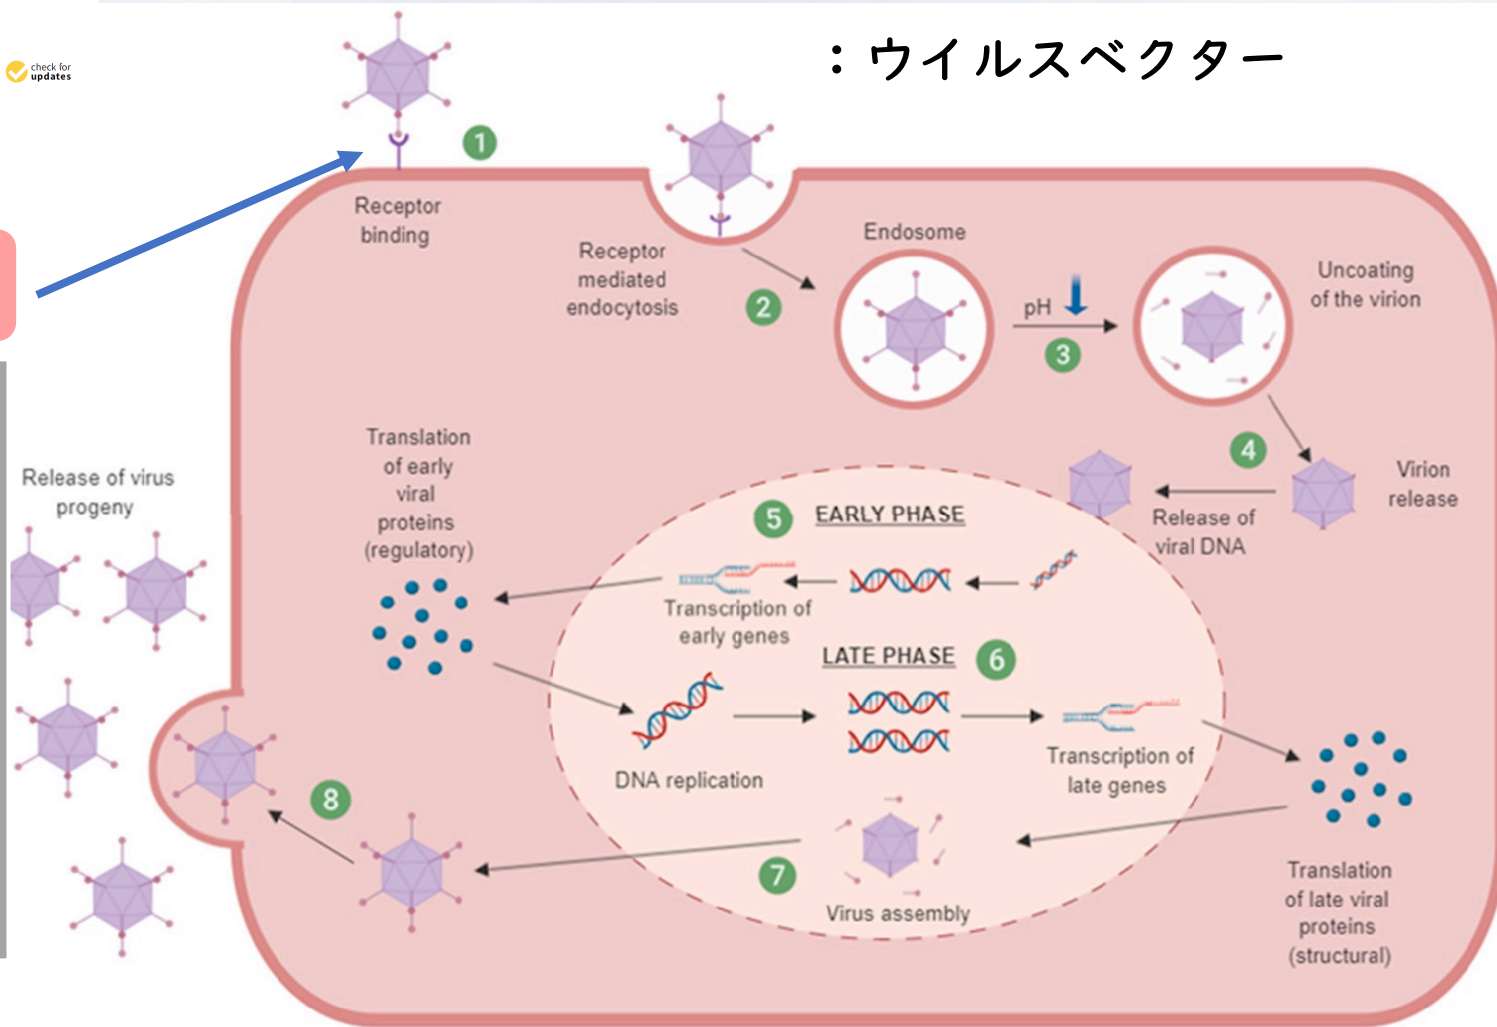 ：ウイルスベクター
check for
updates
1
Receptor
binding
Receptor
mediated
endocytosis
2
Endosome
pH
3
Uncoating
of the virion
4
Virion
release
Release of
viral DNA
5
EARLY PHASE
Transcription of
early genes
Translation
of early
viral
proteins
(regulatory)
LATE PHASE
6
DNA replication
Transcription of
late genes
Translation
of late viral
proteins
(structural)
7
Virus assembly
8
Release of virus
progeny